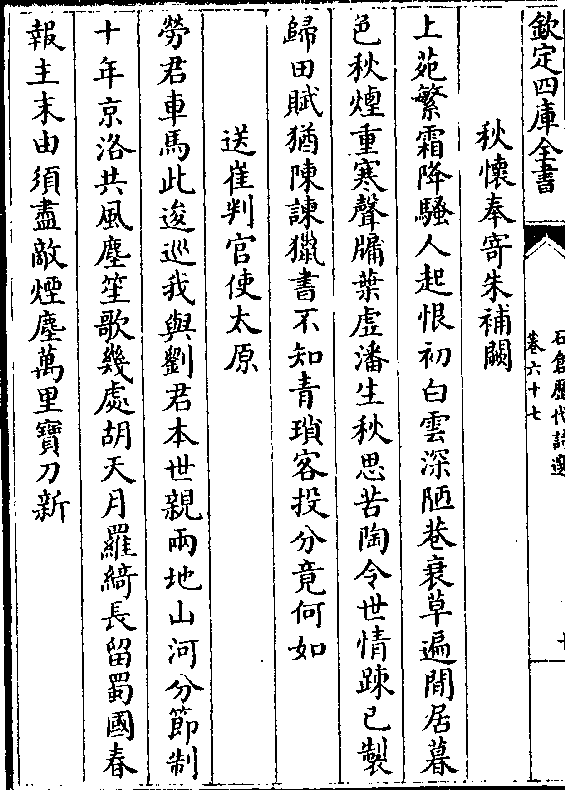 欽定四庫全書
石倉歷代詩選
卷六十七
秋懷奉寄朱補闕
上苑繁霜降騷人起恨初白雲深陋巷衰草遍閒居暮
色秋煙重寒聲牖葉虛潘生秋思苦陶令世情踈已製
歸田賦猶陳諫獵書不知青瑣客投分竟何如
送崔判官使太原
勞君車馬此逡巡我與劉君本世親兩地山河分節制
十年京洛共風塵笙歌幾處胡天月羅綺長留蜀國春
報主末由須盡敵煙塵萬里寶刀新